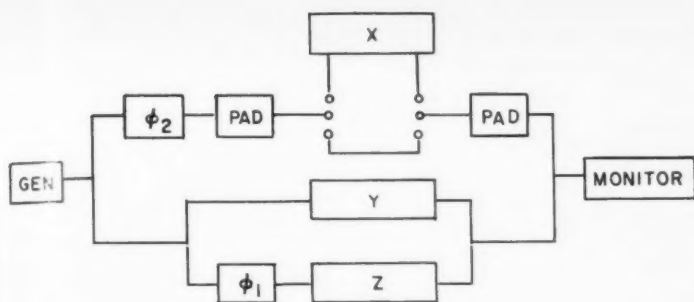 X
ϕ2 PAD PAD
GEN MONITOR
Y
ϕ1 Z